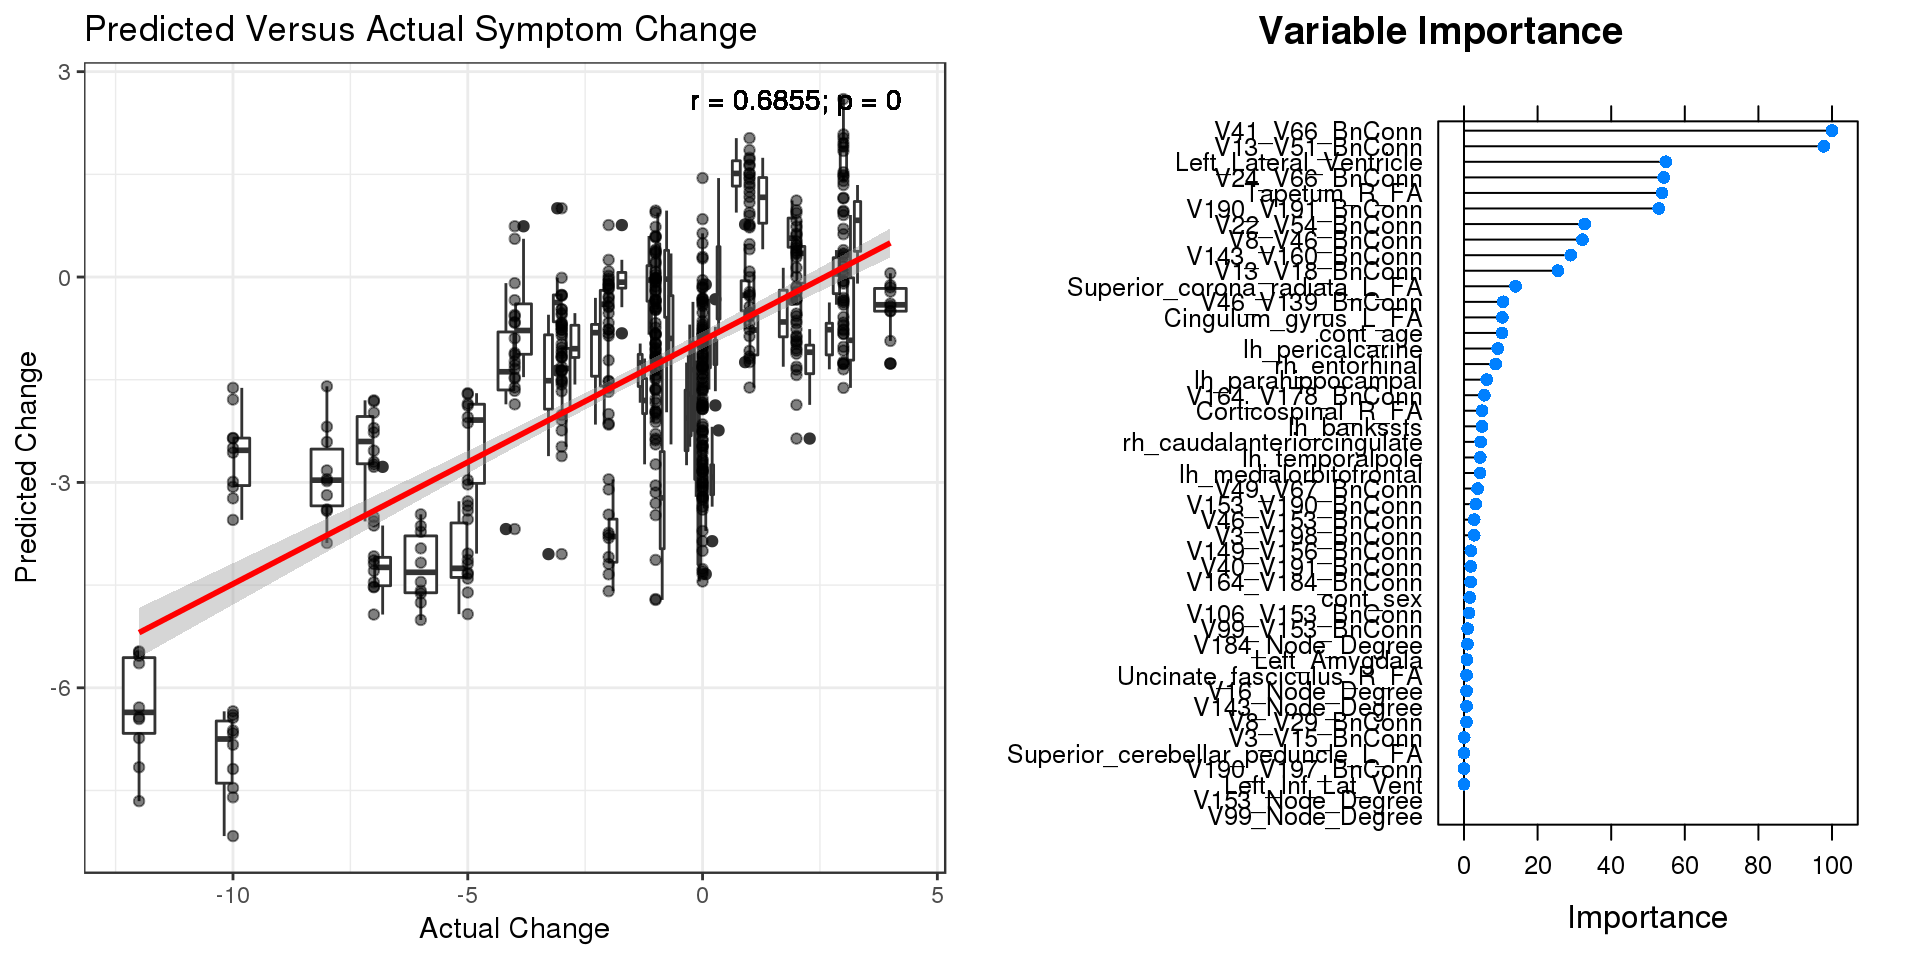 Predicted Versus Actual Symptom Change
r = 0.6855; p = 0
3
0
-3
-6
Predicted Change
-10
-5
0
5
Actual Change
Variable Importance
V41_V66_BnConn
V13_V51_BnConn
Left_Lateral_Ventricle
V24_V66_BnConn
Tapetum_R_FA
V190_V191_BnConn
V22_V54_BnConn
V8_V46_BnConn
V143_V160_BnConn
V13_V18_BnConn
Superior_corona_radiata_L_FA
V46_V139_BnConn
Cingulum_gyrus_L_FA
cont_age
lh_pericalcarine
rh_entorhinal
lh_parahippocampal
V164_V178_BnConn
Corticospinal_R_FA
lh_bankssts
rh_caudalanteriorcingulate
lh_temporalpole
lh_medialorbitofrontal
V49_V67_BnConn
V153_V190_BnConn
V46_V153_BnConn
V3_V198_BnConn
V149_V156_BnConn
V40_V191_BnConn
V164_V184_BnConn
cont_sex
V106_V153_BnConn
V99_V153_BnConn
V184_Node_Degree
Left_Amygdala
Uncinate_fasciculus_R_FA
V16_Node_Degree
V143_Node_Degree
V8_V29_BnConn
V3_V15_BnConn
Superior_cerebellar_peduncle_L_FA
V190_V197_BnConn
Left_Inf_Lat_Vent
V153_Node_Degree
V99_Node_Degree
0
20
40
60
80
100
Importance